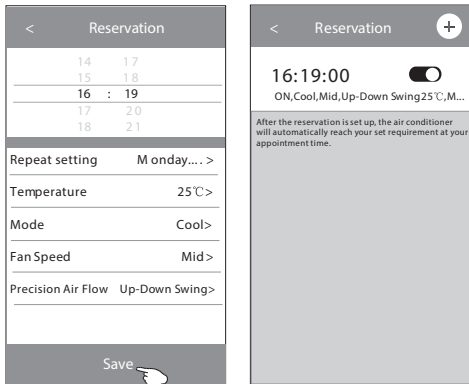 < Reservation
14 17
15 18
16 : 19
17 20
18 21
Repeat setting Monday.... >
Temperature 25℃>
Mode Cool>
Fan Speed Mid>
Precision Air Flow Up-Down Swing>
Save
< Reservation +
16:19:00
ON,Cool,Mid,Up-Down Swing25℃,M...
After the reservation is set up, the air conditioner
will automatically reach your set requirement at your
appointment time.